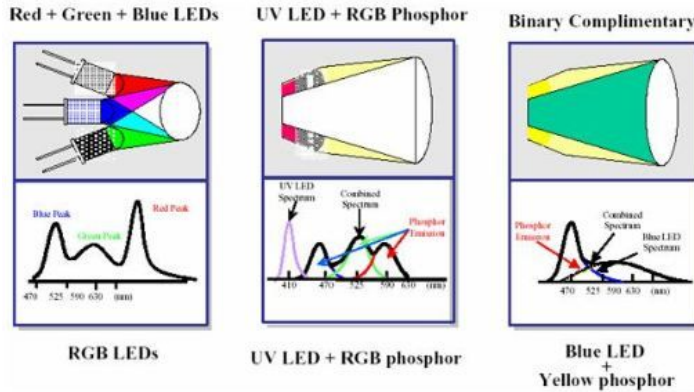 Red + Green + Blue LEDs
UV LED + RGB Phosphor
Binary Complimentary
Blue Peak
Green Peak
Red Peak
470 525 590 630 (nm)
RGB LEDs
UV LED
Spectrum
Combined
Spectrum
Phosphor
Emission
410 470 525 590 630 (nm)
UV LED + RGB phosphor
Phosphor
Emission
Combined
Spectrum
Blue LED
Spectrum
470 525 590 630 (nm)
Blue LED
+
Yellow phosphor